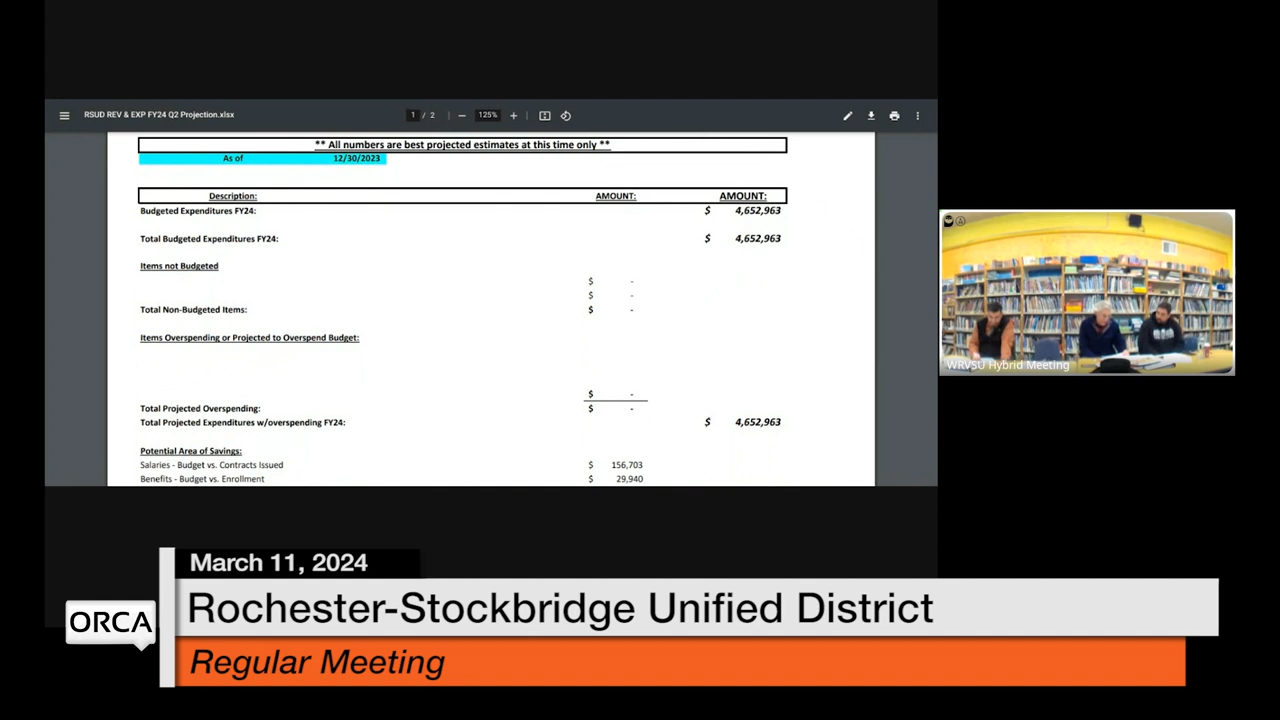 RSUD REV & EXP FY24 Q2 Projection.xlsx
1 / 2
125%
** All numbers are best projected estimates at this time only **
As of 12/30/2023
Description: AMOUNT: AMOUNT:
Budgeted Expenditures FY24: $ 4,652,963
Total Budgeted Expenditures FY24: $ 4,652,963
Items not Budgeted
$ -
$ -
Total Non-Budgeted Items: $ -
Items Overspending or Projected to Overspend Budget:
$ -
Total Projected Overspending: $ -
Total Projected Expenditures w/overspending FY24: $ 4,652,963
Potential Area of Savings:
Salaries - Budget vs. Contracts Issued $ 156,703
Benefits - Budget vs. Enrollment $ 29,940
WRVSU Hybrid Meeting
March 11, 2024
ORCA
Rochester-Stockbridge Unified District
Regular Meeting